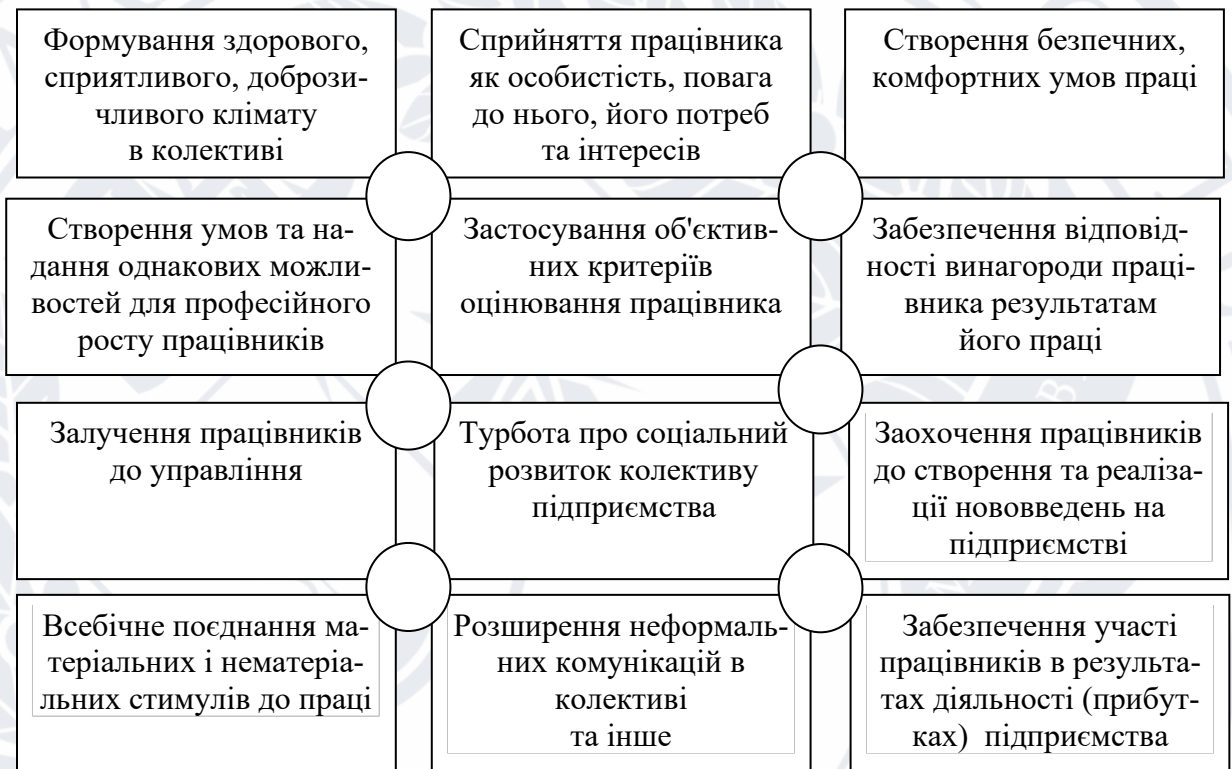 Формування здорового,
сприятливого, добрози-
чливого клімату
в колективі
Сприйняття працівника
як особистість, повага
до нього, його потреб
та інтересів
Створення безпечних,
комфортних умов праці
Створення умов та на-
дання однакових можли-
востей для професійного
росту працівників
Застосування об'єктив-
них критеріїв
оцінювання працівника
Забезпечення відповід-
ності винагороди праці-
вника результатам
його праці
Залучення працівників
до управління
Турбота про соціальний
розвиток колективу
підприємства
Заохочення працівників
до створення та реаліза-
ції нововведень на
підприємстві
Всебічне поєднання ма-
теріальних і нематеріа-
льних стимулів до праці
Розширення неформаль-
них комунікацій в
колективі
та інше
Забезпечення участі
працівників в результа-
тах діяльності (прибут-
ках) підприємства